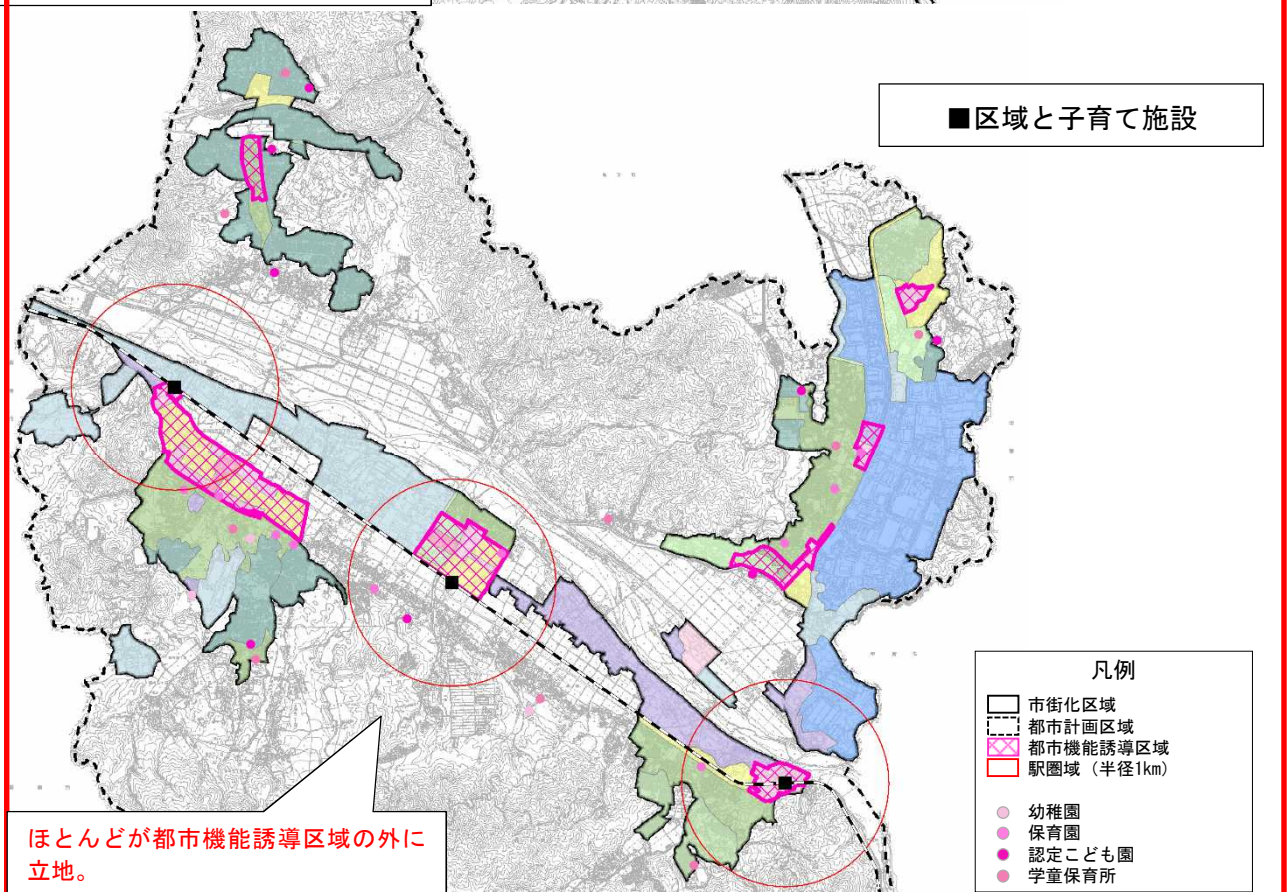 ■区域と子育て施設
凡例
市街化区域
都市計画区域
都市機能誘導区域
駅圏域（半径1km）
幼稚園
保育園
認定こども園
学童保育所
ほとんどが都市機能誘導区域の外に
立地。